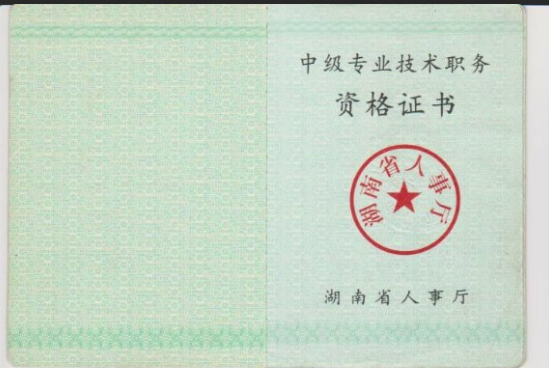 中级专业技术职务
资格证书
湖南省人事厅
湖南省人事厅